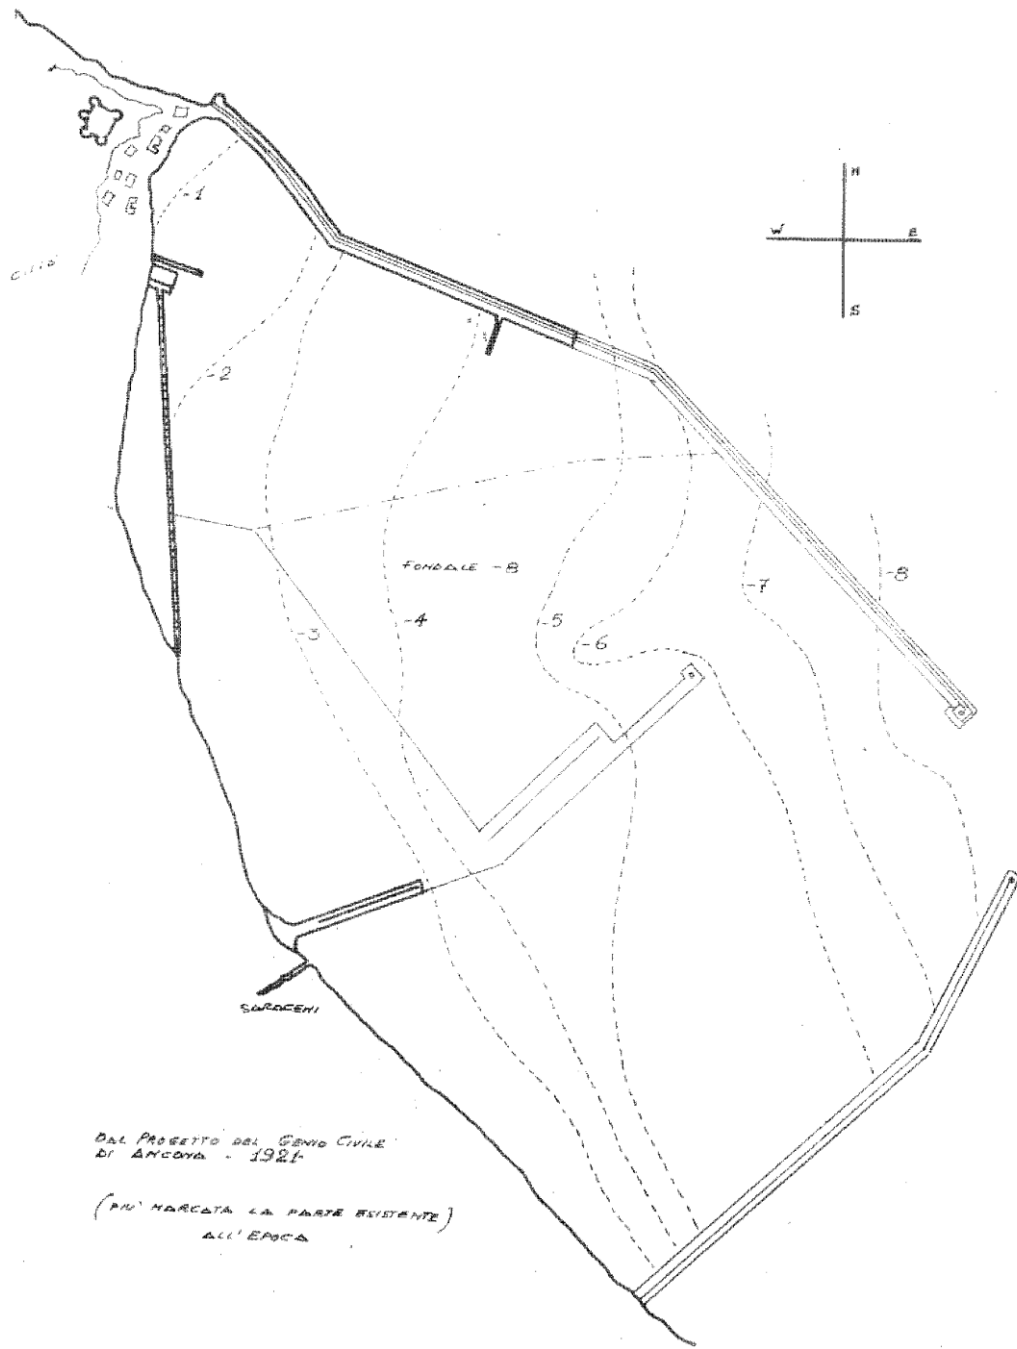 N
W E
S
-1
-2
FONDALE -8
-8
-7
-4
-5
-6
-3
SARACENI
DAL PROGETTO DEL GENIO CIVILE
DI ANCONA - 1921
(PIU' MARCATA LA PARTE ESISTENTE)
ALL'EPOCA